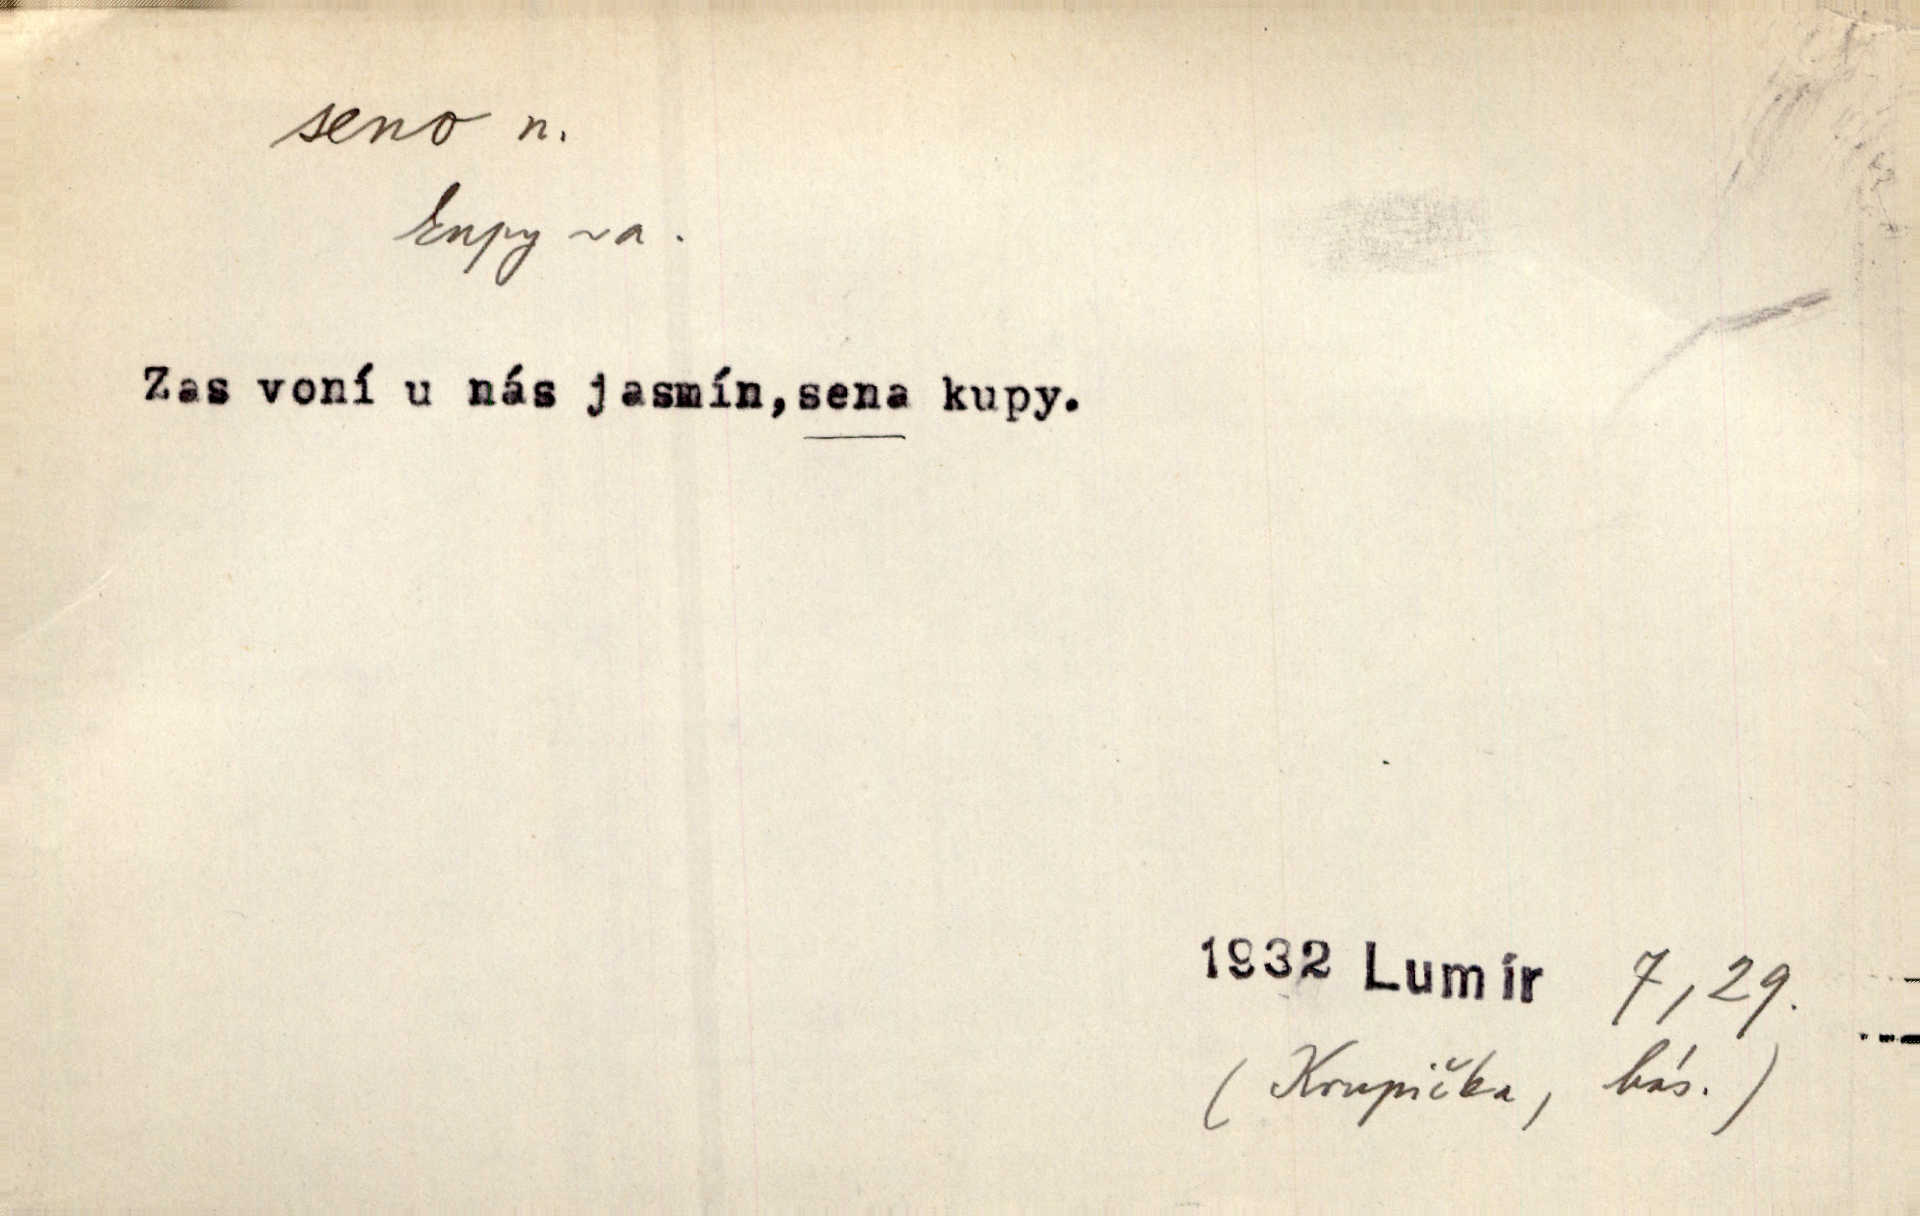 seno n.
kupy ~a.
Zas voní u nás jasmín,sena kupy.
1932 Lumír 7,29.
(Krupička, bás.)